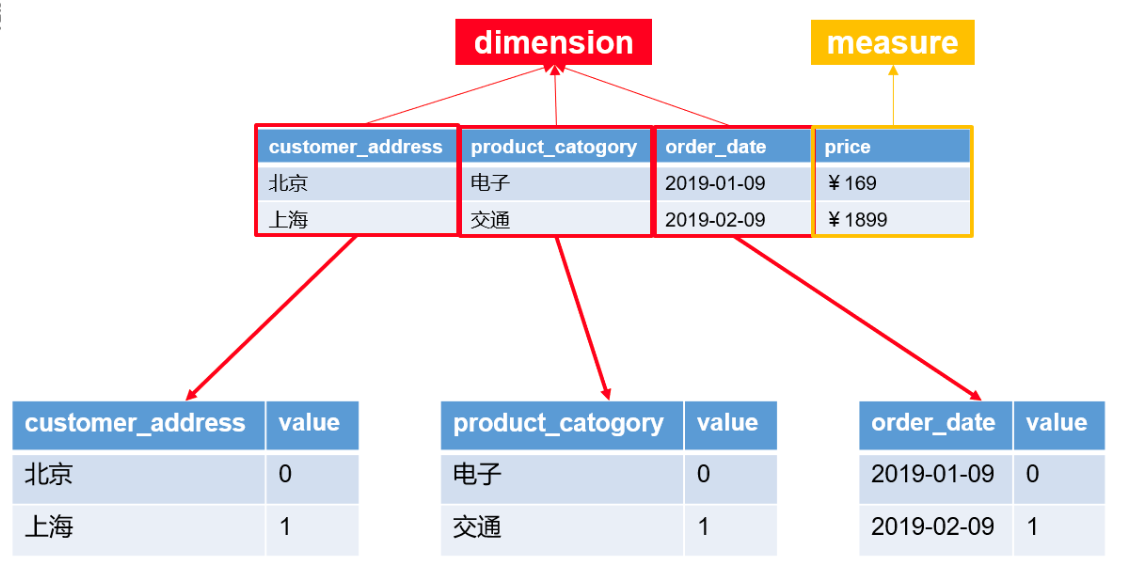 dimension measure
customer_address product_catogory order_date price
北京 电子 2019-01-09 ￥169
上海 交通 2019-02-09 ￥1899
customer_address value product_catogory value order_date value
北京 0 电子 0 2019-01-09 0
上海 1 交通 1 2019-02-09 1